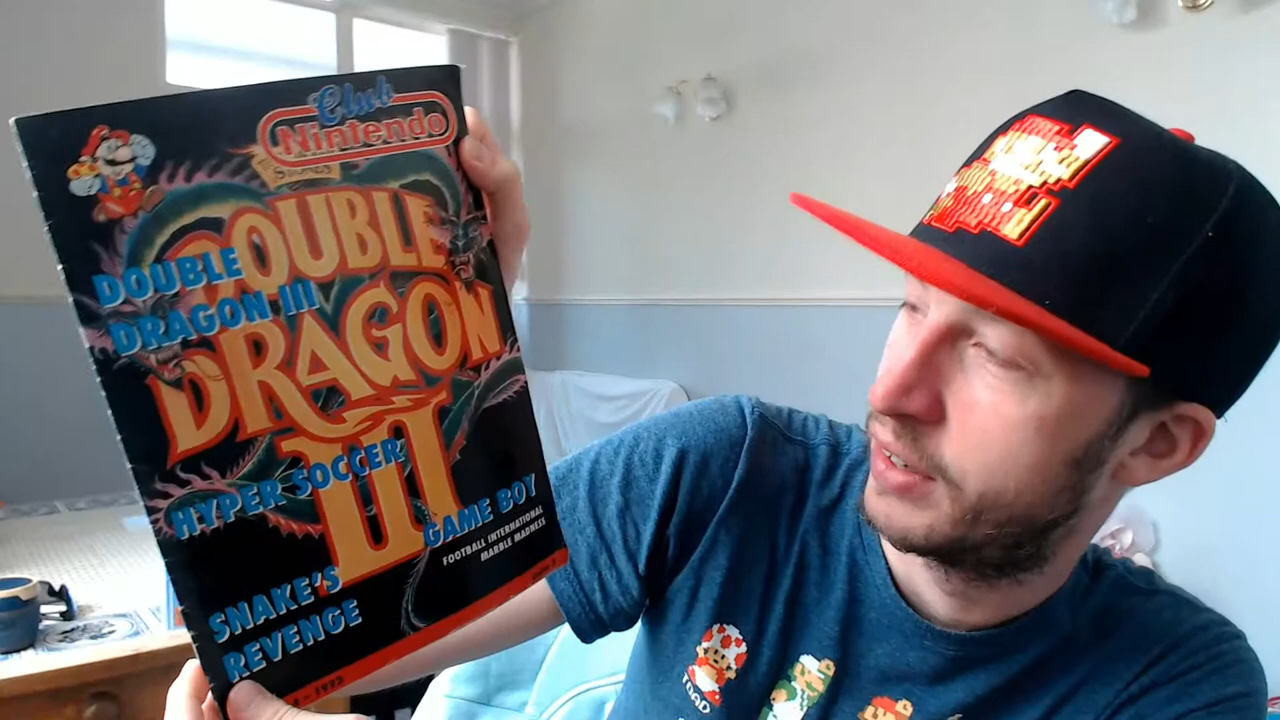 Club
Nintendo
DOUBLE
DRAGON
III
DOUBLE
DRAGON III
HYPER SOCCER
GAME BOY
FOOTBALL INTERNATIONAL
MARBLE MADNESS
SNAKE'S
REVENGE
1992
TOAD